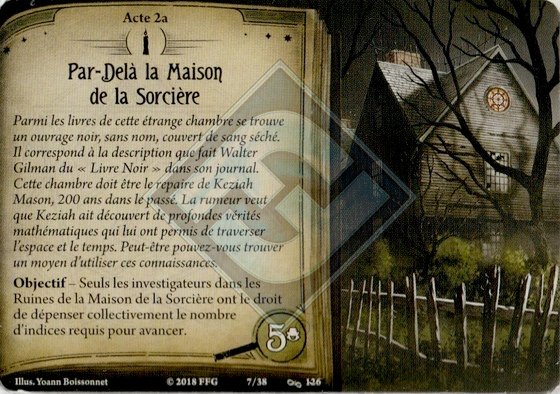 Acte 2a
Par-Delà la Maison
de la Sorcière
Parmi les livres de cette étrange chambre se trouve
un ouvrage noir, sans nom, couvert de sang séché.
Il correspond à la description que fait Walter
Gilman du « Livre Noir » dans son journal.
Cette chambre doit être le repaire de Keziah
Mason, 200 ans dans le passé. La rumeur veut
que Keziah ait découvert de profondes vérités
mathématiques qui lui ont permis de traverser
l'espace et le temps. Peut-être pouvez-vous trouver
un moyen d'utiliser ces connaissances.
Objectif – Seuls les investigateurs dans les
Ruines de la Maison de la Sorcière ont le droit
de dépenser collectivement le nombre
d'indices requis pour avancer.
5
Illus. Yoann Boissonnet © 2018 FFG 7/38 136